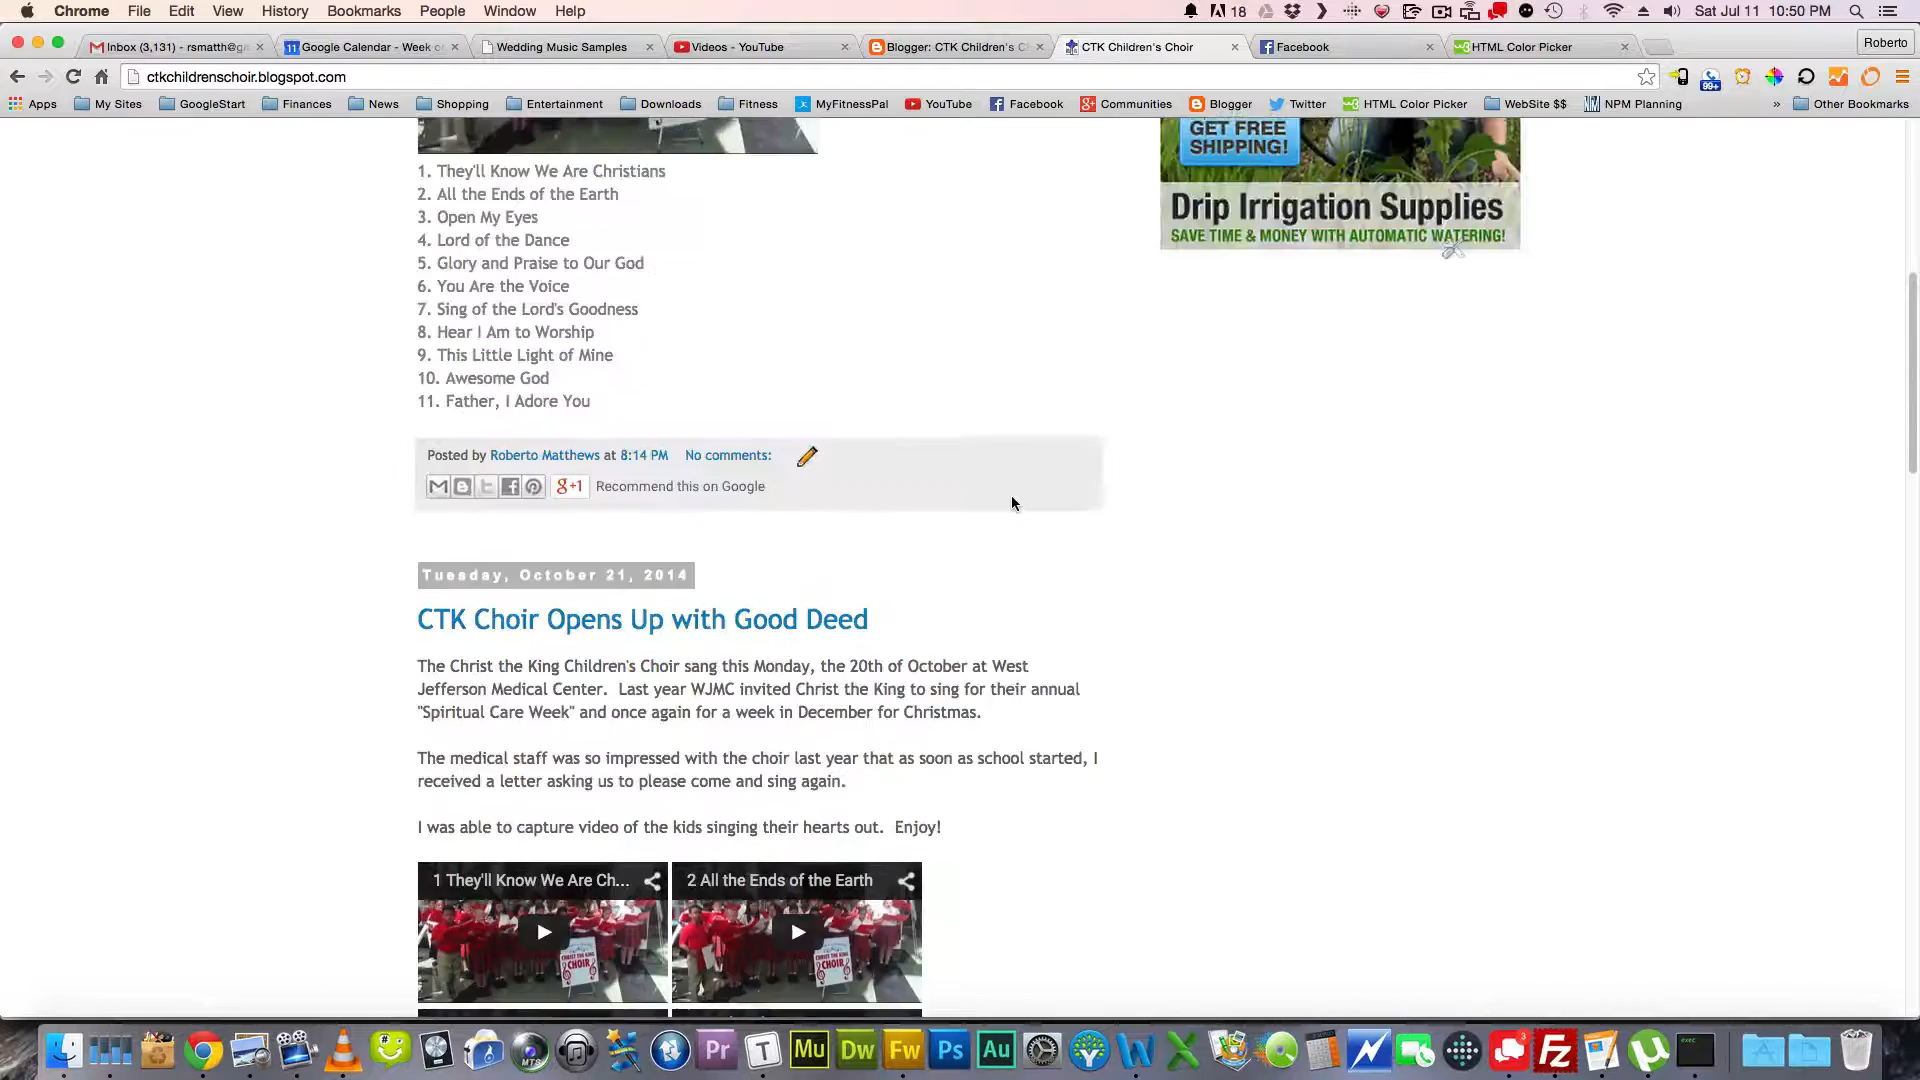 Chrome File Edit View History Bookmarks People Window Help 18 Sat Jul 11 10:50 PM
Inbox (3,131) - rsmatth@g Google Calendar - Week o Wedding Music Samples Videos - YouTube Blogger: CTK Children's C CTK Children's Choir Facebook HTML Color Picker Roberto
ctkchildrenschoir.blogspot.com 99+
Apps My Sites GoogleStart Finances News Shopping Entertainment Downloads Fitness MyFitnessPal YouTube Facebook Communities Blogger Twitter HTML Color Picker WebSite $$ NPM Planning » Other Bookmarks
GET FREE
SHIPPING!
Drip Irrigation Supplies
SAVE TIME & MONEY WITH AUTOMATIC WATERING!
1. They'll Know We Are Christians
2. All the Ends of the Earth
3. Open My Eyes
4. Lord of the Dance
5. Glory and Praise to Our God
6. You Are the Voice
7. Sing of the Lord's Goodness
8. Hear I Am to Worship
9. This Little Light of Mine
10. Awesome God
11. Father, I Adore You
Posted by Roberto Matthews at 8:14 PM No comments:
g+1 Recommend this on Google
Tuesday, October 21, 2014
CTK Choir Opens Up with Good Deed
The Christ the King Children's Choir sang this Monday, the 20th of October at West
Jefferson Medical Center. Last year WJMC invited Christ the King to sing for their annual
"Spiritual Care Week" and once again for a week in December for Christmas.
The medical staff was so impressed with the choir last year that as soon as school started, I
received a letter asking us to please come and sing again.
I was able to capture video of the kids singing their hearts out. Enjoy!
1 They'll Know We Are Ch... 2 All the Ends of the Earth
CHRIST THE KING CHOIR CHRIST THE KING CHOIR
MTS Pr T Mu Dw Fw Ps Au W X 3 Fz exec